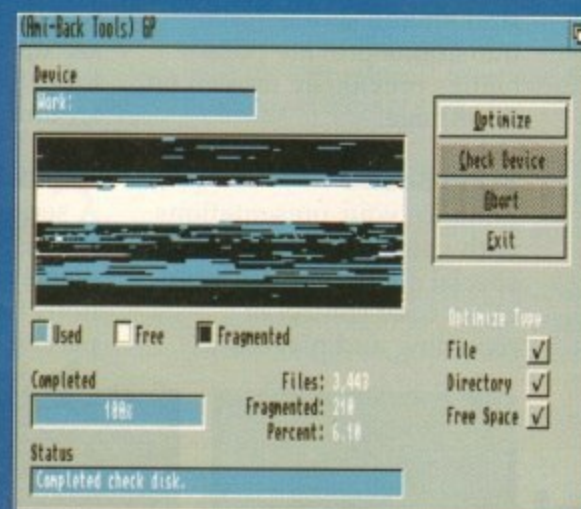 (Ami-Back Tools) GP
Device
Work:
Optimize
Check Device
Abort
Exit
Used
Free
Fragmented
Optimize Type
File
Directory
Free Space
Completed
100%
Files: 3,443
Fragmented: 210
Percent: 6.10
Status
Completed check disk.